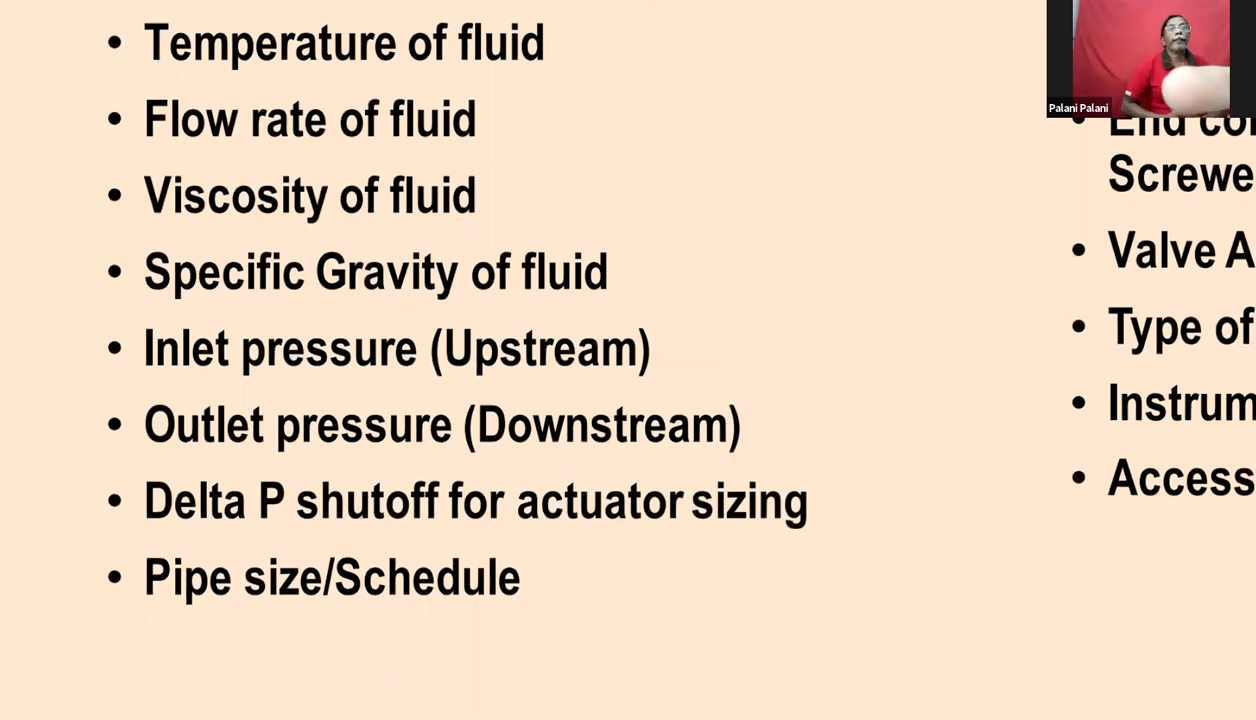 Temperature of fluid
Flow rate of fluid
Viscosity of fluid
Specific Gravity of fluid
Inlet pressure (Upstream)
Outlet pressure (Downstream)
Delta P shutoff for actuator sizing
Pipe size/Schedule
Palani Palani
End
Screwe
Valve A
Type of
Instrum
Access